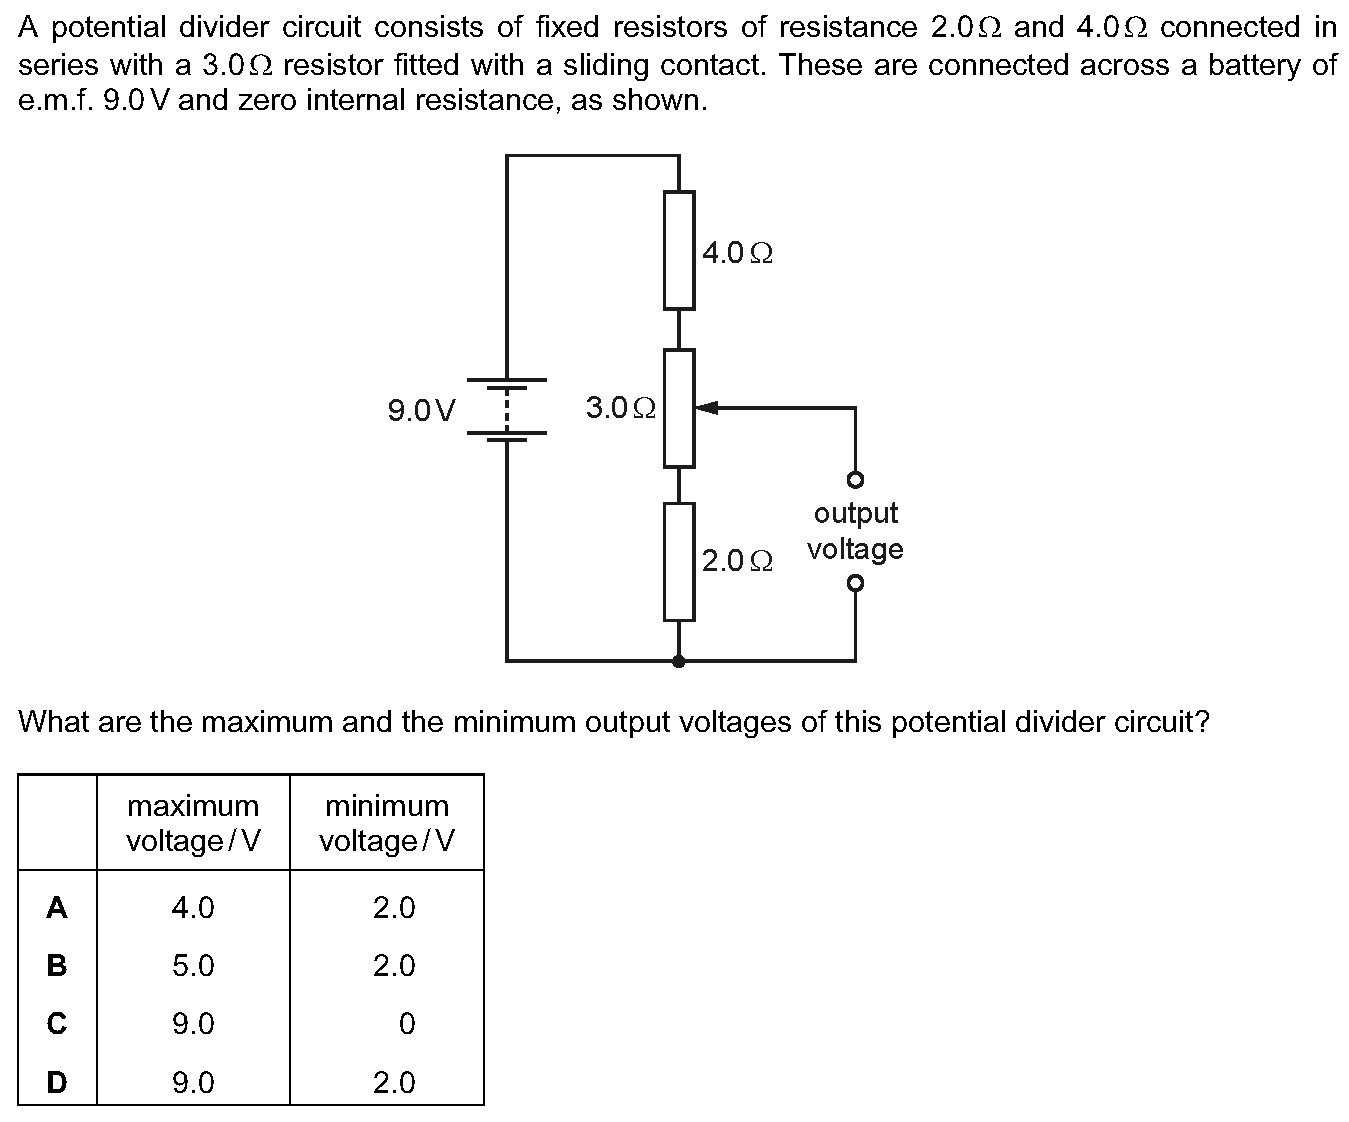 A potential divider circuit consists of fixed resistors of resistance 2.0Ω and 4.0Ω connected in
series with a 3.0Ω resistor fitted with a sliding contact. These are connected across a battery of
e.m.f. 9.0V and zero internal resistance, as shown.
4.0Ω
9.0V
3.0Ω
output
voltage
2.0Ω
What are the maximum and the minimum output voltages of this potential divider circuit?
maximum voltage/V minimum voltage/V
A 4.0 2.0
B 5.0 2.0
C 9.0 0
D 9.0 2.0